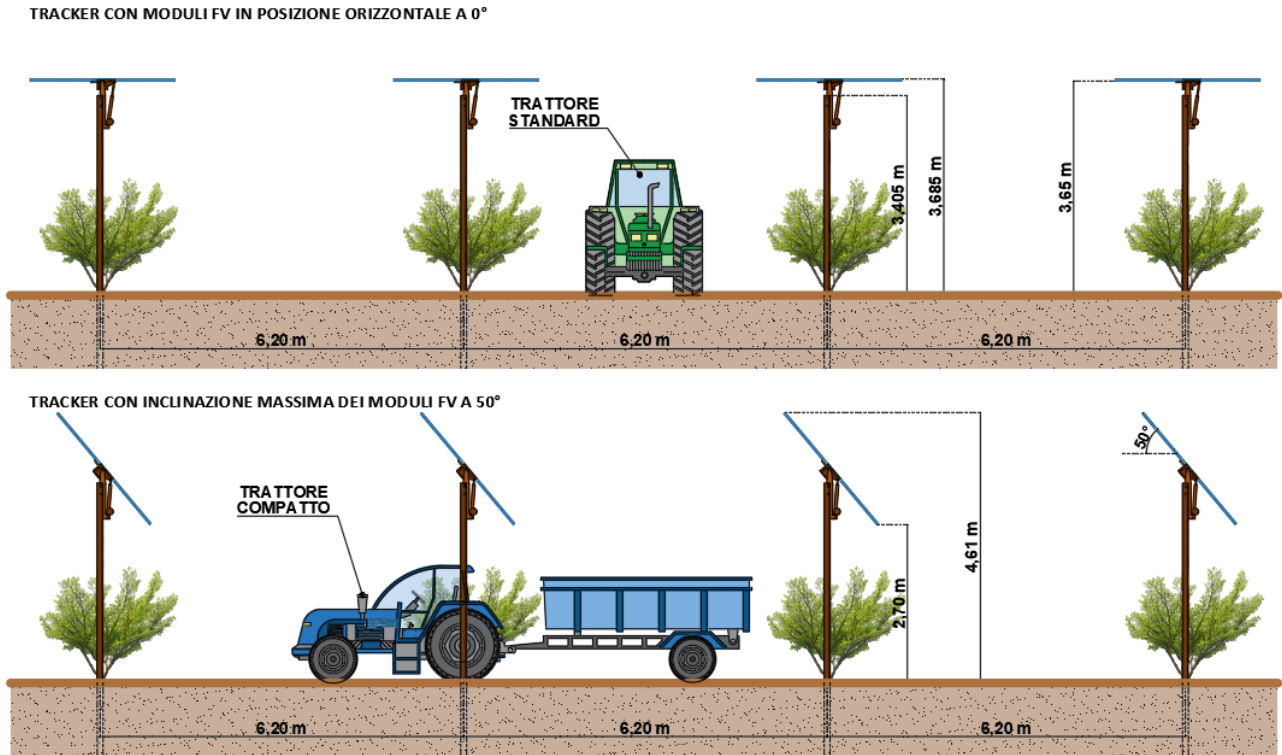 TRACKER CON MODULI FV IN POSIZIONE ORIZZONTALE A 0°
TRATTORE
STANDARD
3,405 m
3,685 m
3,65 m
6,20 m
6,20 m
6,20 m
TRACKER CON INCLINAZIONE MASSIMA DEI MODULI FV A 50°
50°
TRATTORE
COMPATTO
4,61 m
2,70 m
6,20 m
6,20 m
6,20 m